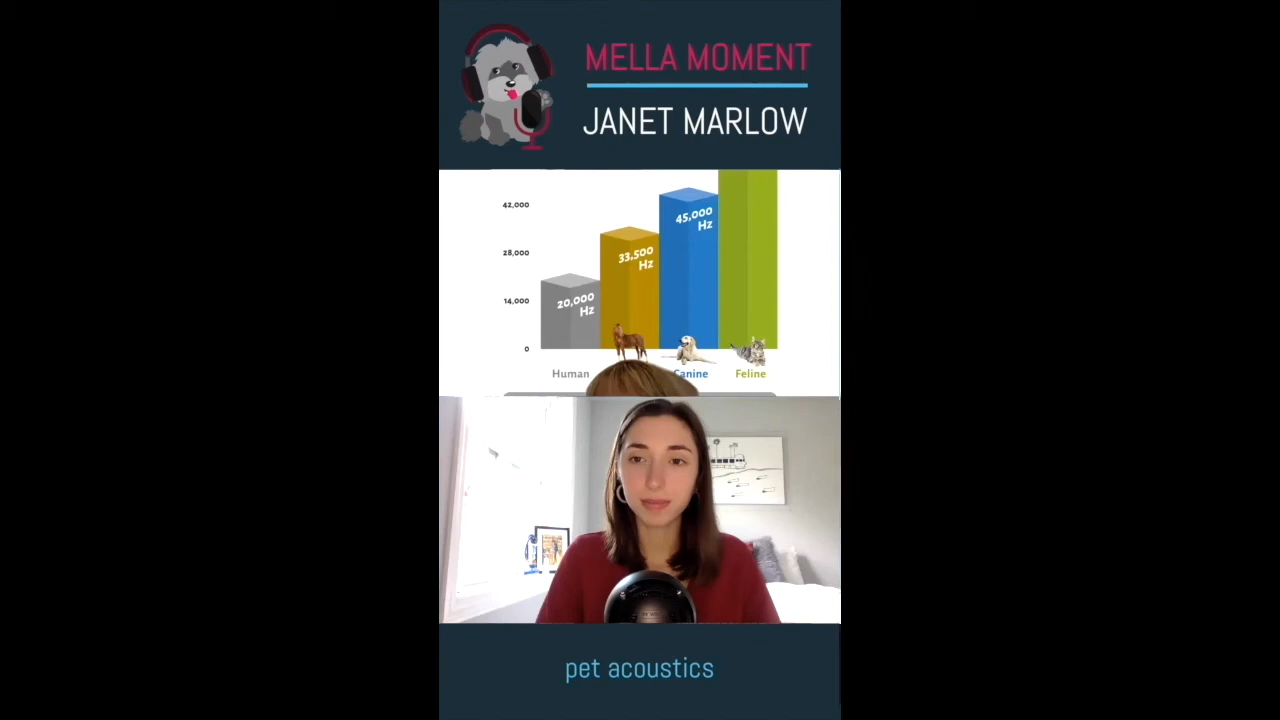 MELLA MOMENT
JANET MARLOW
42,000
28,000
14,000
0
20,000
Hz
33,500
Hz
45,000
Hz
Human
Canine
Feline
pet acoustics